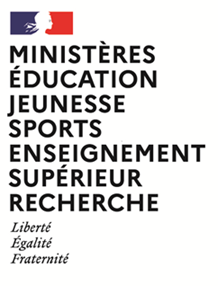 MINISTÈRES
ÉDUCATION
JEUNESSE
SPORTS
ENSEIGNEMENT
SUPÉRIEUR
RECHERCHE
Liberté
Égalité
Fraternité